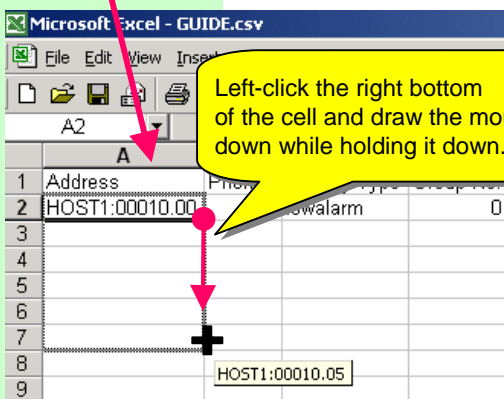 Microsoft Excel - GUIDE.csv
File Edit View
Left-click the right bottom
of the cell and draw the
down while holding it down.
A2
A
1 Address
2 HOST1:00010.00 0
3
4
5
6
7
8
HOST1:00010.05
9